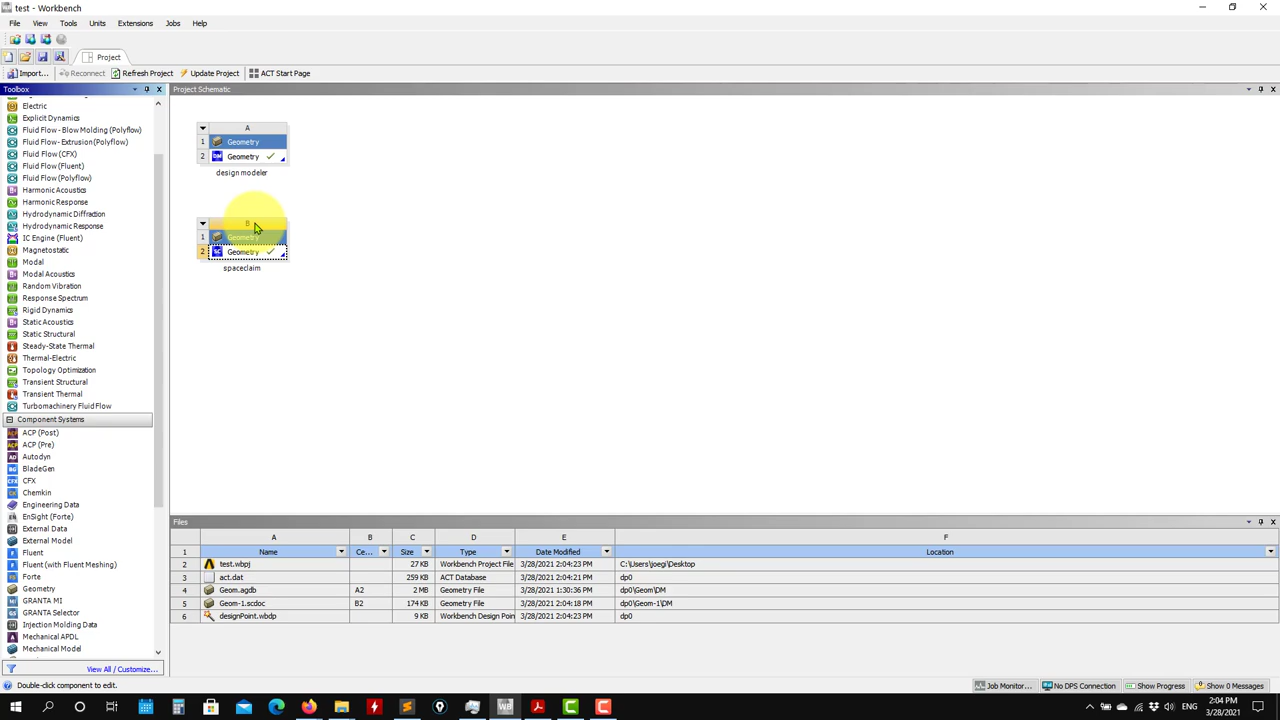 test - Workbench
File View Tools Units Extensions Jobs Help
Project
Import... Reconnect Refresh Project Update Project ACT Start Page
Toolbox
Project Schematic
Electric
Explicit Dynamics
Fluid Flow - Blow Molding (Polyflow)
Fluid Flow- Extrusion (Polyflow)
Fluid Flow (CFX)
Fluid Flow (Fluent)
Fluid Flow (Polyflow)
Harmonic Acoustics
Harmonic Response
Hydrodynamic Diffraction
Hydrodynamic Response
IC Engine (Fluent)
Magnetostatic
Modal
Modal Acoustics
Random Vibration
Response Spectrum
Rigid Dynamics
Static Acoustics
Static Structural
Steady-State Thermal
Thermal-Electric
Topology Optimization
Transient Structural
Transient Thermal
Turbomachinery Fluid Flow
Component Systems
ACP (Post)
ACP (Pre)
Autodyn
BladeGen
CFX
Chemkin
Engineering Data
EnSight (Forte)
External Data
External Model
Fluent
Fluent (with Fluent Meshing)
Forte
Geometry
GRANTA MI
GRANTA Selector
Injection Molding Data
Mechanical APDL
Mechanical Model
View All / Customize...
A
1 Geometry
2 DM Geometry
design modeler
B
1 Geometry
2 SC Geometry
spaceclaim
Files
A B C D E F
1 Name Ce... Size Type Date Modified Location
2 test.wbpj 27 KB Workbench Project File 3/28/2021 2:04:23 PM C:\Users\joegi\Desktop
3 act.dat 259 KB ACT Database 3/28/2021 2:04:21 PM dp0
4 Geom.agdb A2 2 MB Geometry File 3/28/2021 1:30:36 PM dp0\Geom\DM
5 Geom-1.scdoc B2 174 KB Geometry File 3/28/2021 2:04:18 PM dp0\Geom-1\DM
6 designPoint.wbdp 9 KB Workbench Design Poin 3/28/2021 2:04:23 PM dp0
Double-click component to edit.
Job Monitor... No DPS Connection Show Progress Show 0 Messages
WB
ENG
2:04 PM
3/28/2021